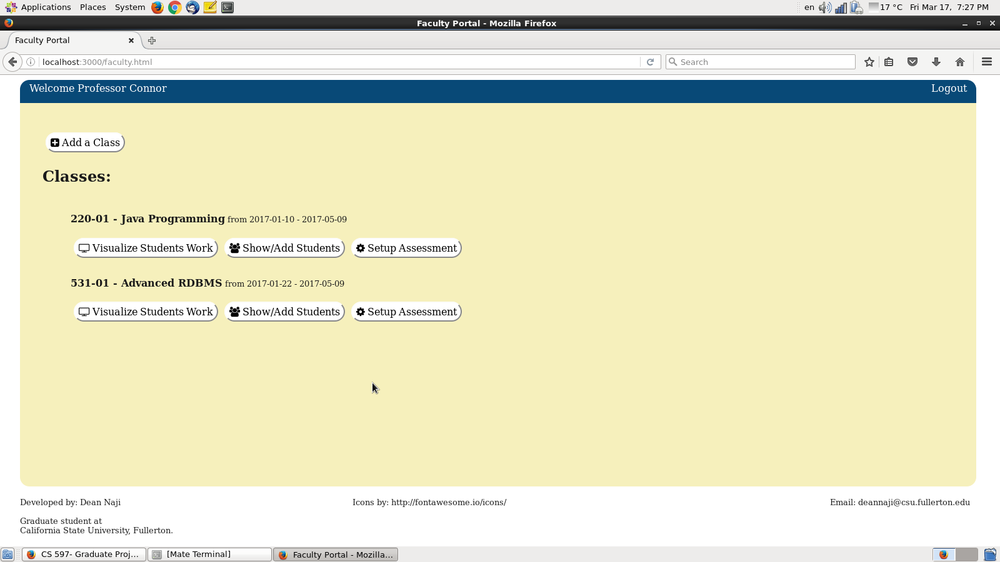 Applications Places System en 17 °C Fri Mar 17, 7:27 PM
Faculty Portal - Mozilla Firefox
Faculty Portal
localhost:3000/faculty.html Search
Welcome Professor Connor Logout
Add a Class
Classes:
220-01 - Java Programming from 2017-01-10 - 2017-05-09
Visualize Students Work Show/Add Students Setup Assessment
531-01 - Advanced RDBMS from 2017-01-22 - 2017-05-09
Visualize Students Work Show/Add Students Setup Assessment
Developed by: Dean Naji Icons by: http://fontawesome.io/icons/ Email: deannaji@csu.fullerton.edu
Graduate student at
California State University, Fullerton.
CS 597- Graduate Proj... [Mate Terminal] Faculty Portal - Mozilla...